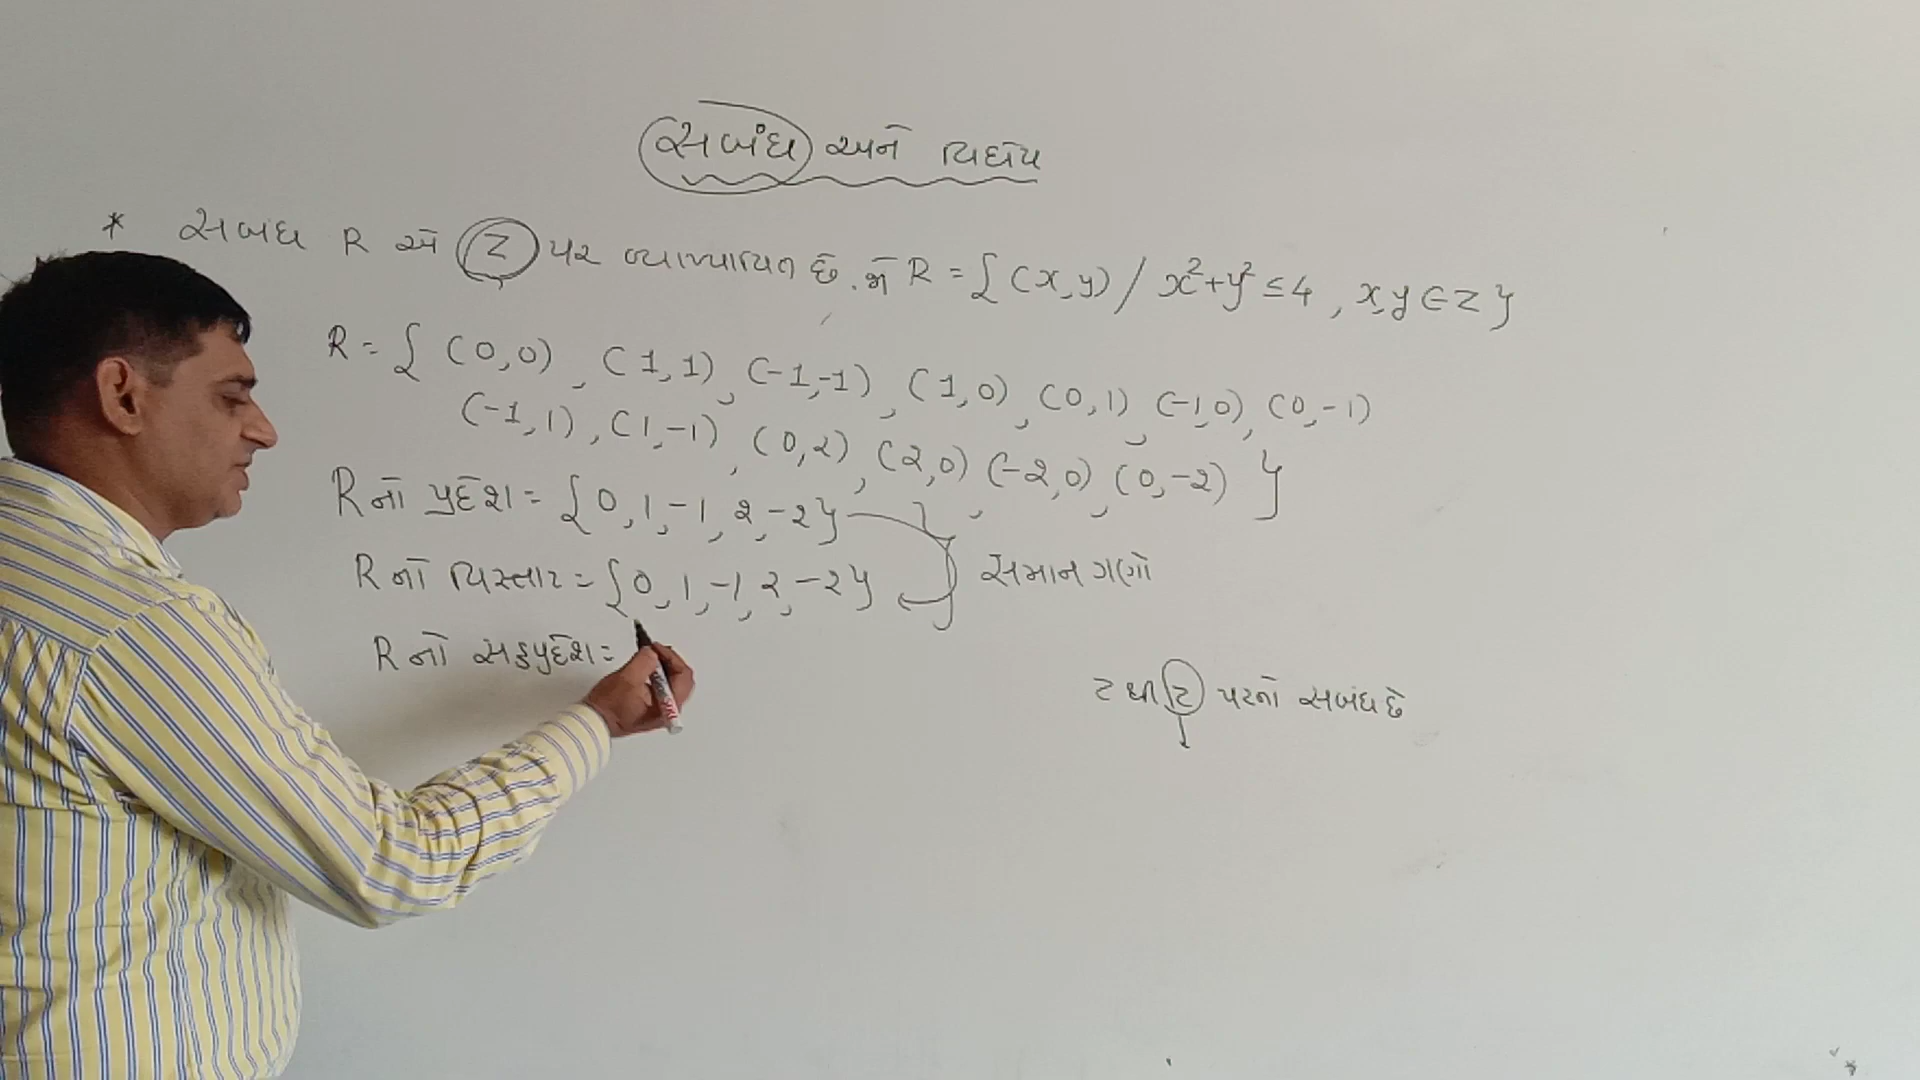 સબંધ અને વિધેય
* સબંધ R એ Z પર વ્યાખ્યાયિત છે. જો R = { (x, y) / x² + y² ≤ 4 , x, y ∈ Z }
R = { (0,0) , (1,1) , (-1,-1) , (1,0) , (0,1) , (-1,0) , (0,-1)
(-1,1) , (1,-1) , (0,2) , (2,0) , (-2,0) , (0,-2) }
R નો પ્રદેશ = { 0, 1, -1, 2, -2 }
R નો વિસ્તાર = { 0, 1, -1, 2, -2 } સમાન ગણો
R નો સહપ્રદેશ =
Z થી Z પરનો સબંધ છે